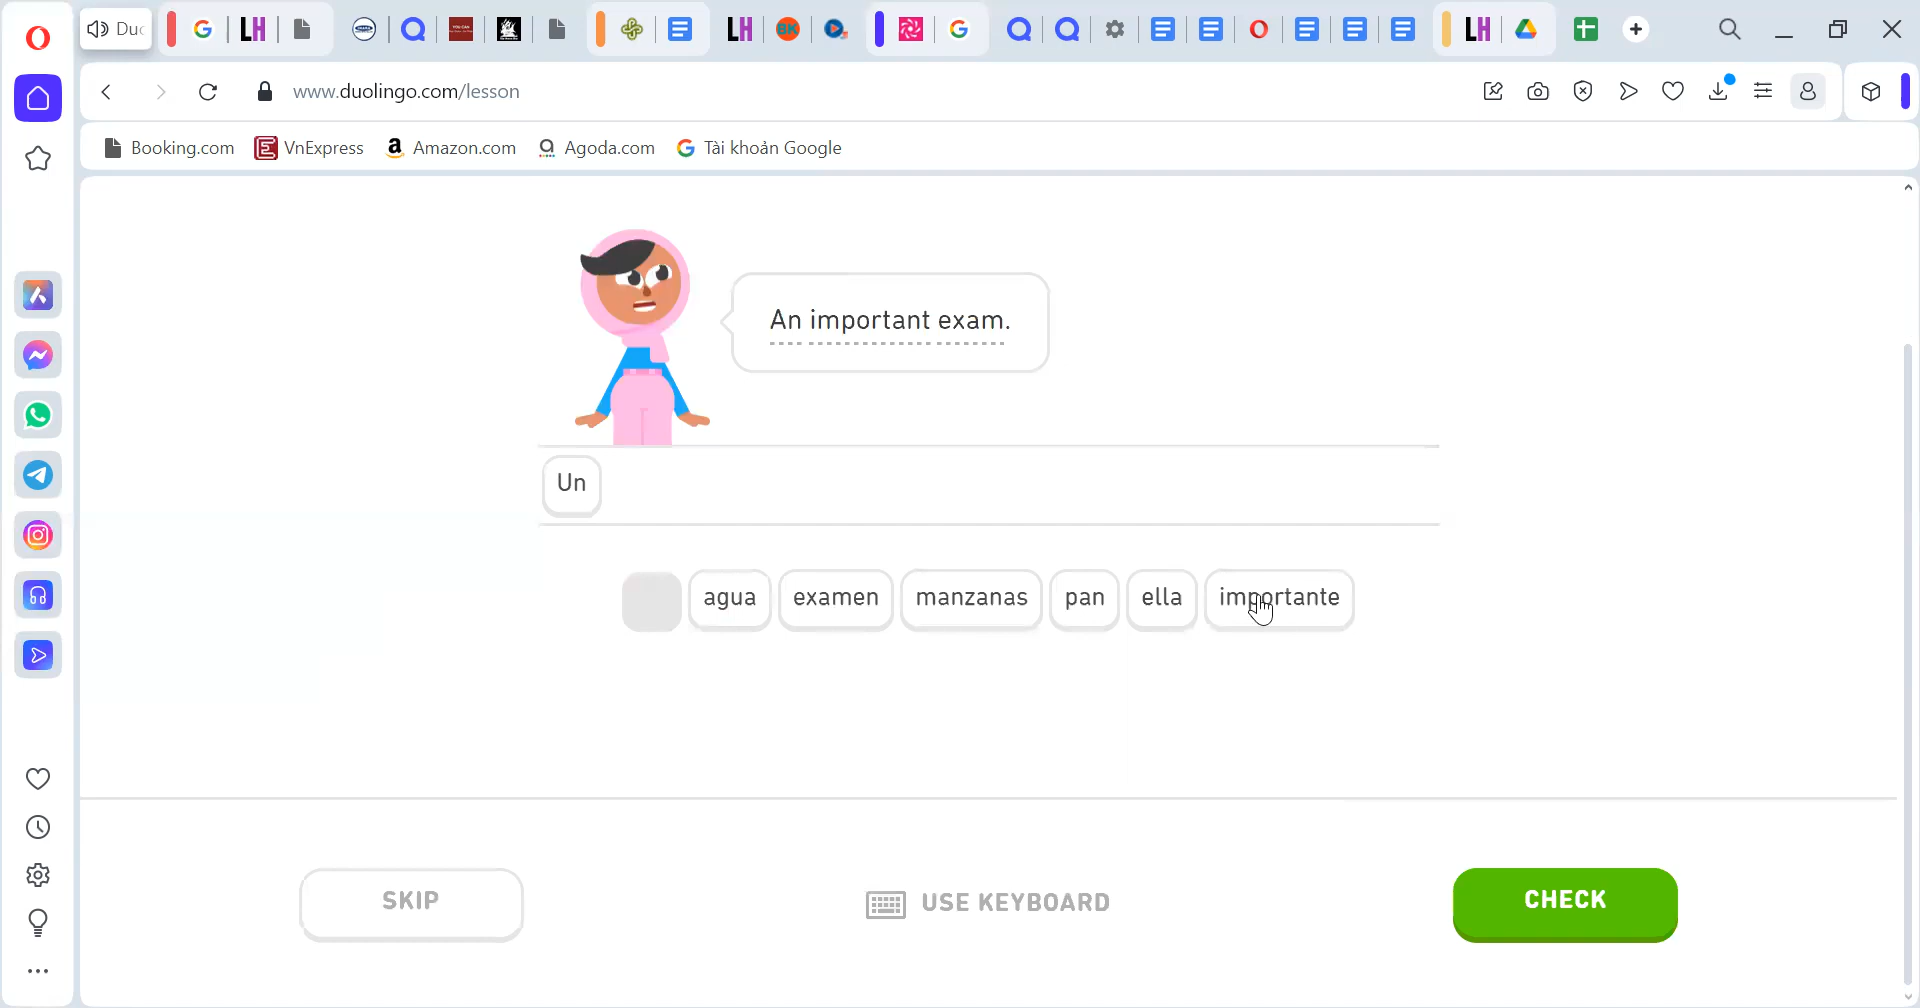 Duc
www.duolingo.com/lesson
Booking.com
VnExpress
Amazon.com
Agoda.com
Tài khoản Google
An important exam.
Un
agua
examen
manzanas
pan
ella
importante
SKIP
USE KEYBOARD
CHECK